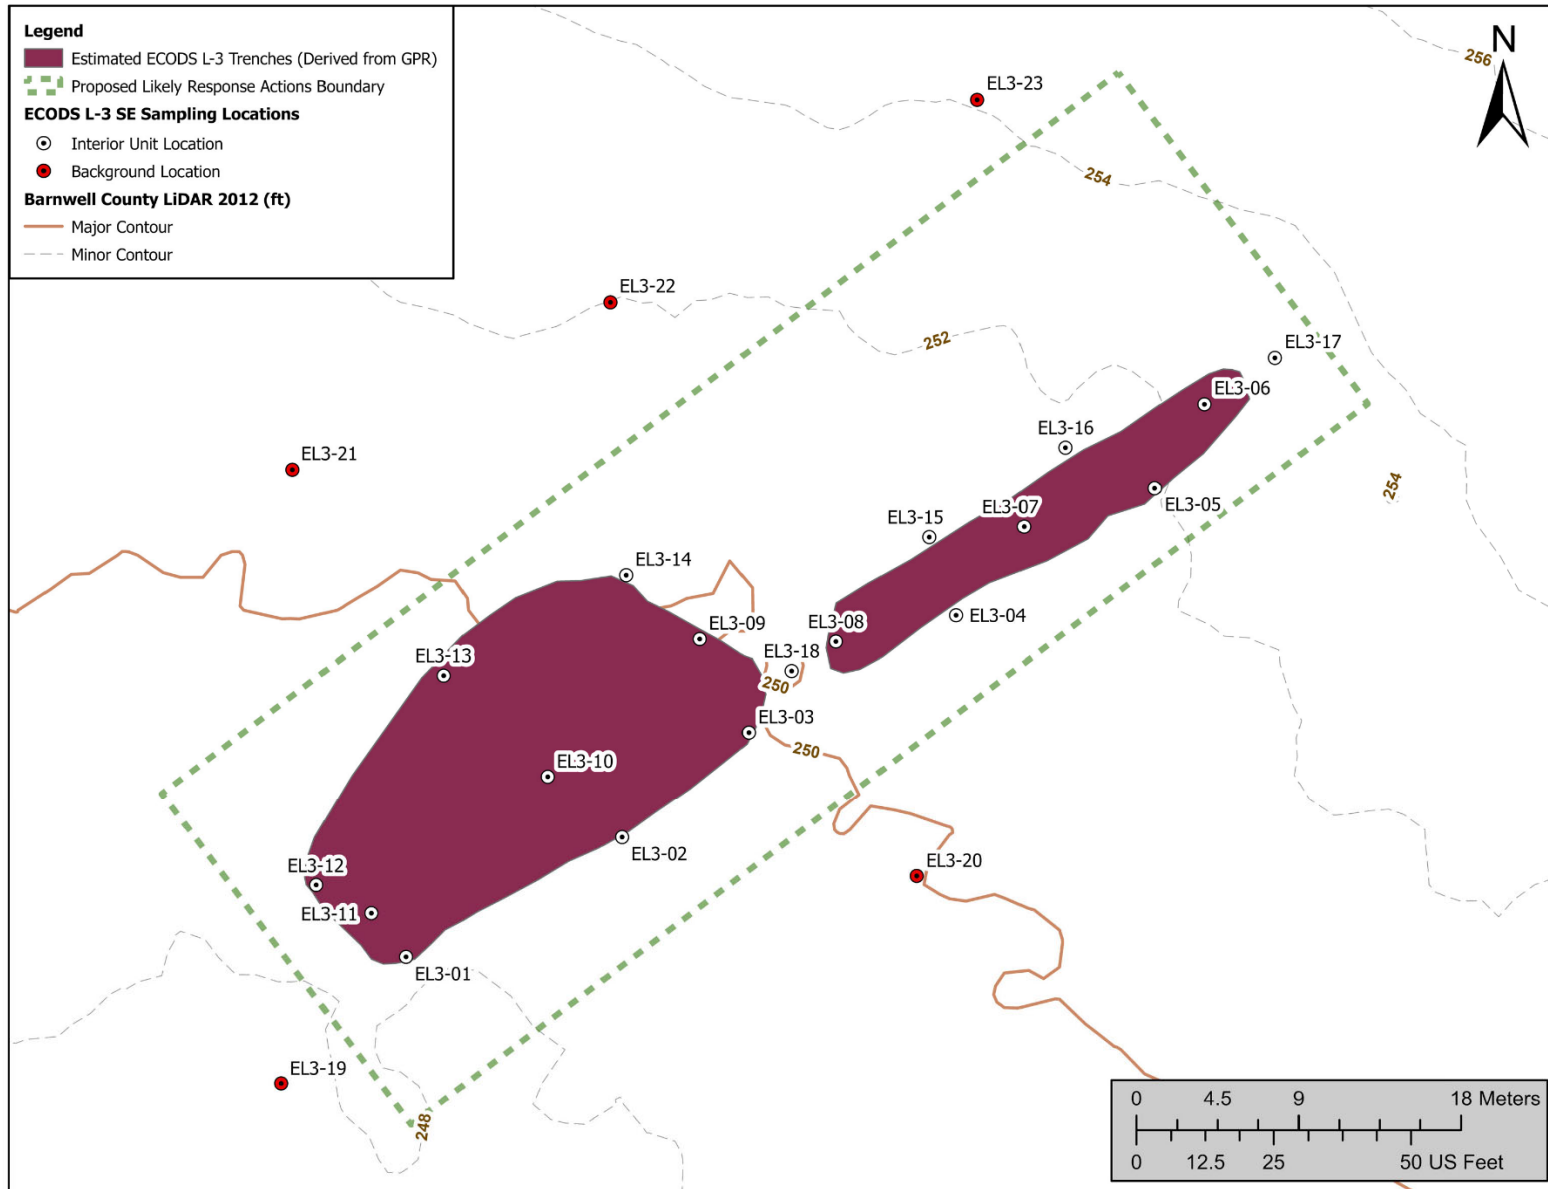 Legend
Estimated ECODS L-3 Trenches (Derived from GPR)
Proposed Likely Response Actions Boundary
ECODS L-3 SE Sampling Locations
Interior Unit Location
Background Location
Barnwell County LiDAR 2012 (ft)
Major Contour
Minor Contour
N
256
EL3-23
254
EL3-22
252
EL3-17
EL3-06
EL3-16
EL3-21
254
EL3-05
EL3-07
EL3-15
EL3-14
EL3-04
EL3-09
EL3-08
EL3-18
EL3-13
250
EL3-03
250
EL3-10
EL3-02
EL3-20
EL3-12
EL3-11
EL3-01
EL3-19
248
0 4.5 9 18 Meters
0 12.5 25 50 US Feet